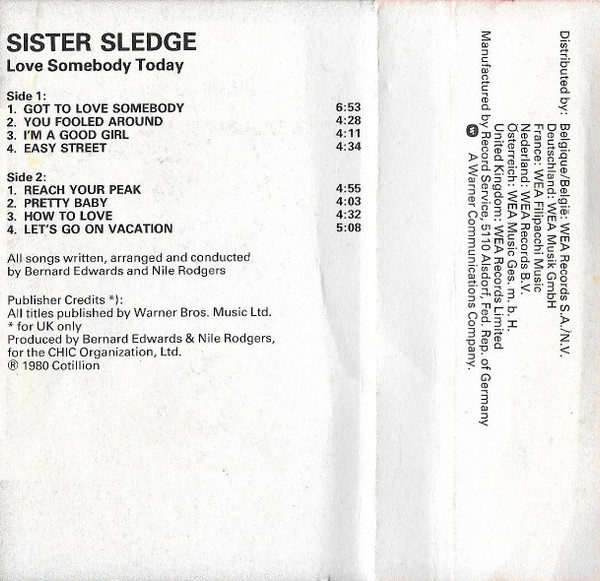 SISTER SLEDGE
Love Somebody Today
Side 1:
1. GOT TO LOVE SOMEBODY 6:53
2. YOU FOOLED AROUND 4:28
3. I'M A GOOD GIRL 4:11
4. EASY STREET 4:34
Side 2:
1. REACH YOUR PEAK 4:55
2. PRETTY BABY 4:03
3. HOW TO LOVE 4:32
4. LET'S GO ON VACATION 5:08
All songs written, arranged and conducted
by Bernard Edwards and Nile Rodgers
Publisher Credits *):
All titles published by Warner Bros. Music Ltd.
* for UK only
Produced by Bernard Edwards & Nile Rodgers,
for the CHIC Organization, Ltd.
℗ 1980 Cotillion
Distributed by: Belgique/België: WEA Records S.A./N.V.
Deutschland: WEA Musik GmbH
France: WEA Filipacchi Music
Nederland: WEA Records B.V.
Österreich: WEA Music Ges. m. b. H.
United Kingdom: WEA Records Limited
Manufactured by Record Service, 5110 Alsdorf, Fed. Rep. of Germany
A Warner Communications Company.